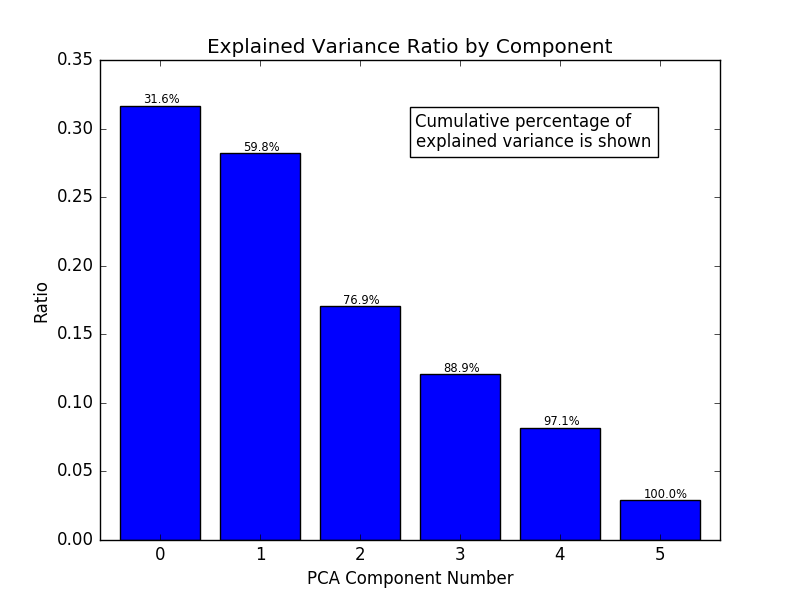 Explained Variance Ratio by Component
0.35
0.30
0.25
0.20
0.15
0.10
0.05
0.00
Ratio
31.6%
59.8%
76.9%
88.9%
97.1%
100.0%
Cumulative percentage of
explained variance is shown
0 1 2 3 4 5
PCA Component Number